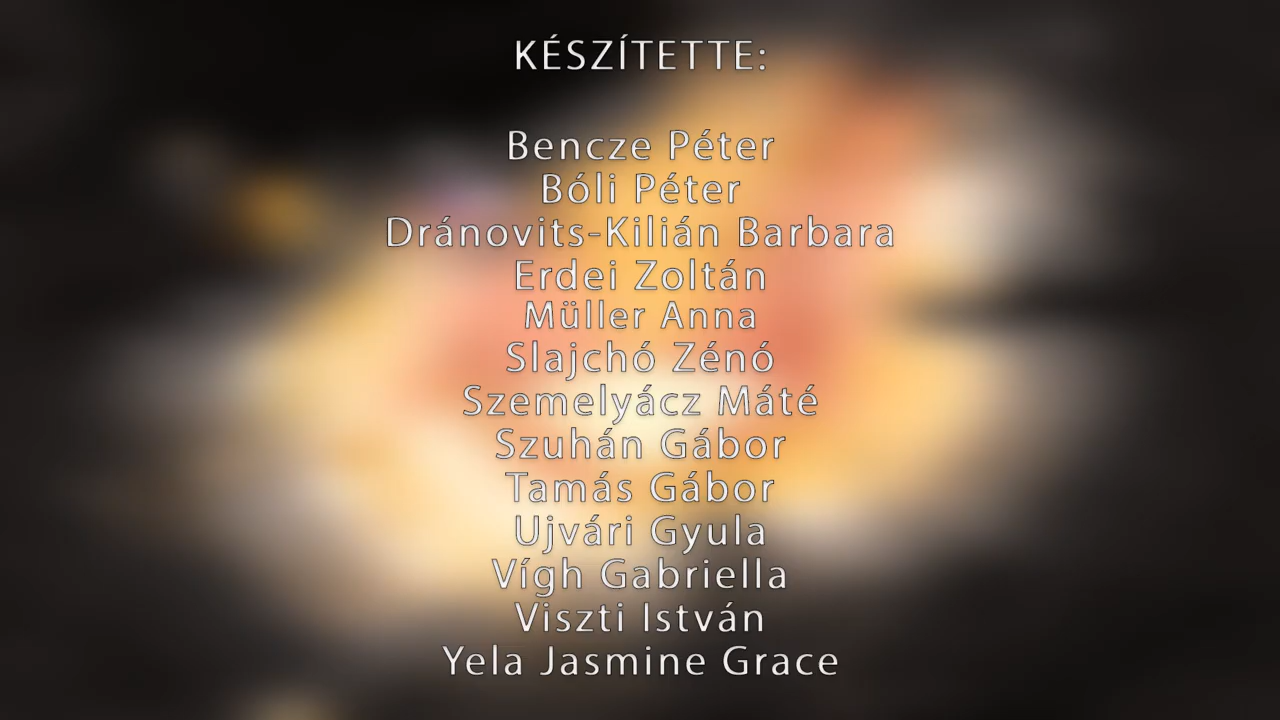 KÉSZÍTETTE:
Bencze Péter
Bóli Péter
Dránovits-Kilián Barbara
Erdei Zoltán
Müller Anna
Slajchó Zénó
Szemelyácz Máté
Szuhán Gábor
Tamás Gábor
Ujvári Gyula
Vígh Gabriella
Viszti István
Yela Jasmine Grace